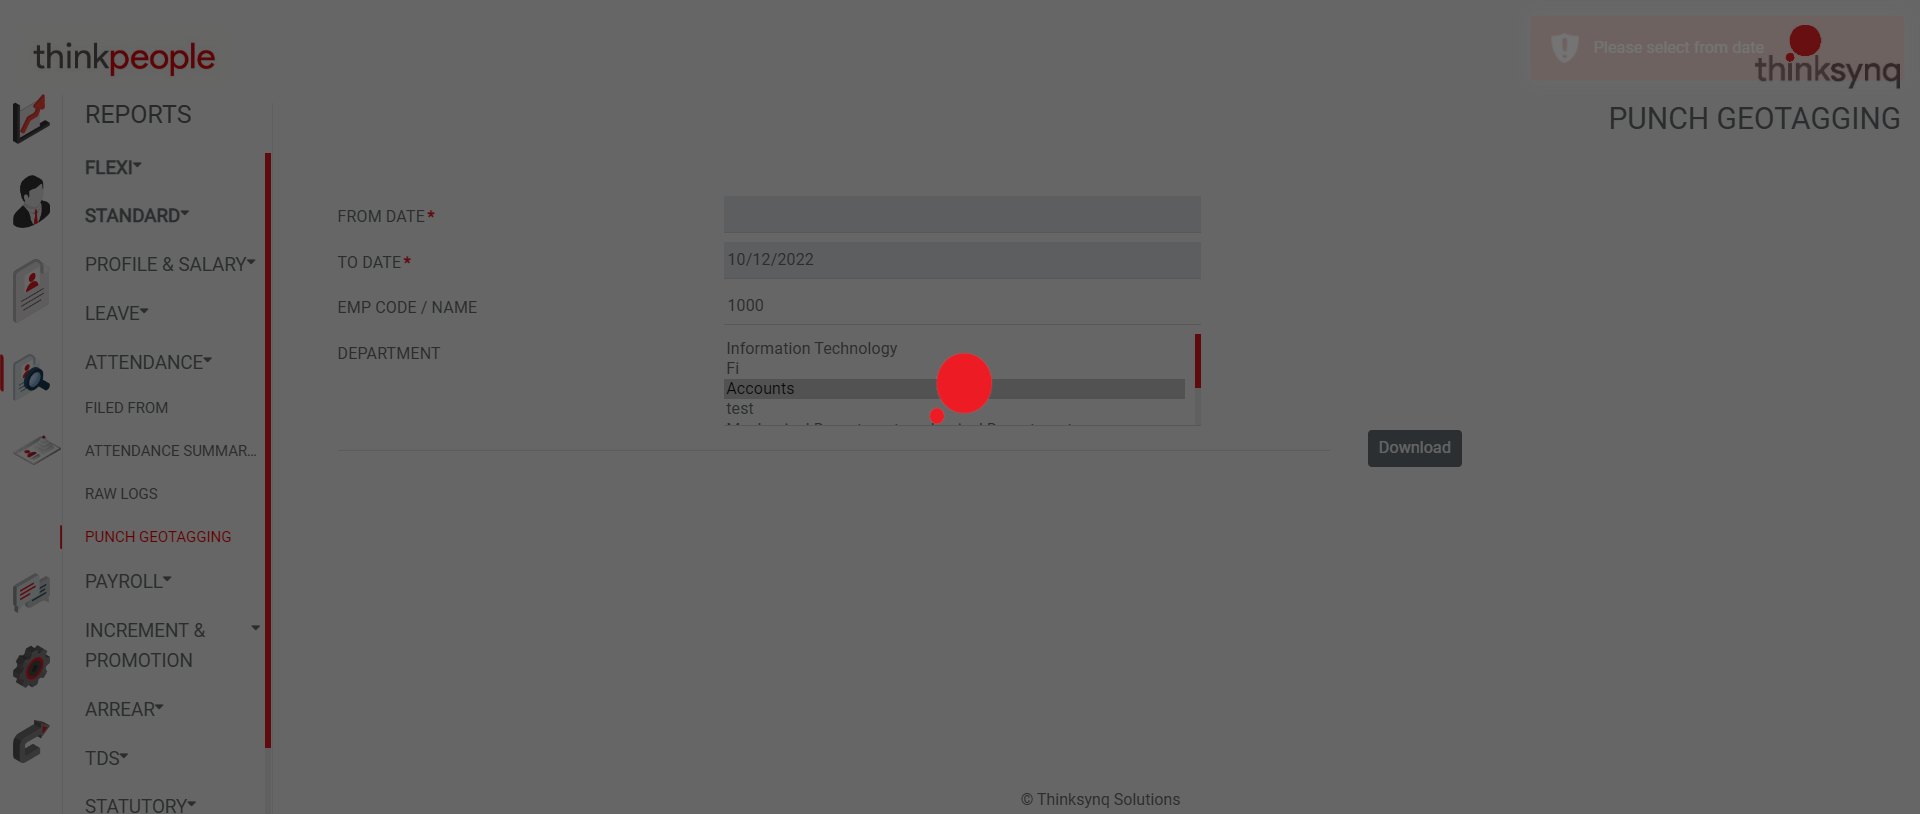 thinkpeople
Please select from date
thinksynq
REPORTS
PUNCH GEOTAGGING
FLEXI
STANDARD
PROFILE & SALARY
LEAVE
ATTENDANCE
FILED FROM
ATTENDANCE SUMMAR...
RAW LOGS
PUNCH GEOTAGGING
PAYROLL
INCREMENT &
PROMOTION
ARREAR
TDS
STATUTORY
FROM DATE*
TO DATE*
10/12/2022
EMP CODE / NAME
1000
DEPARTMENT
Information Technology
Fi
Accounts
test
Download
© Thinksynq Solutions